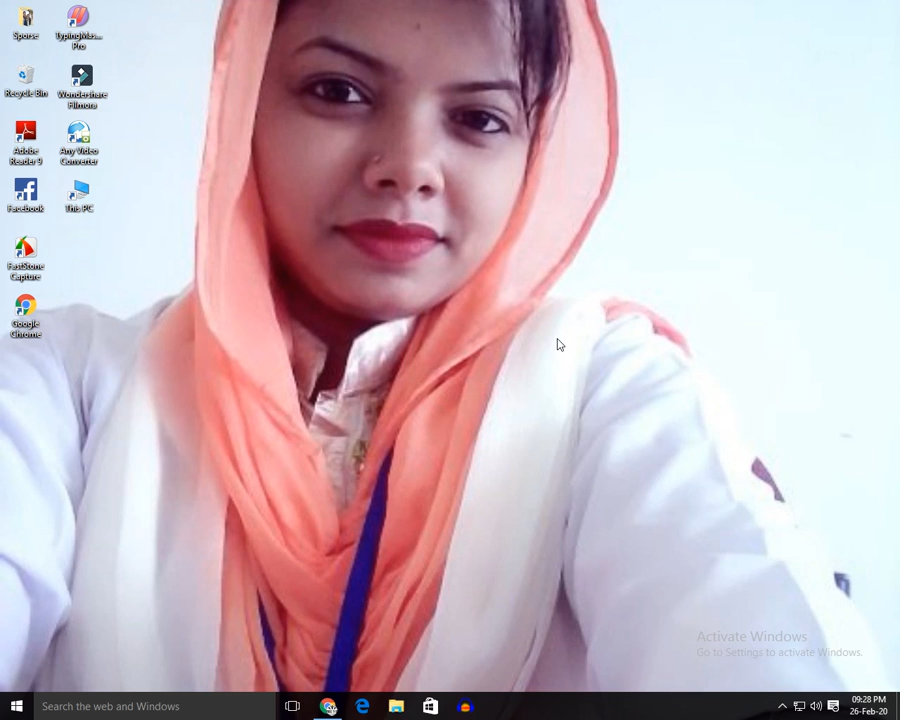 Sporse
TypingMas...
Pro
Recycle Bin
Wondershare
Filmora
Adobe
Reader 9
Any Video
Converter
Facebook
This PC
FastStone
Capture
Google
Chrome
Activate Windows
Go to Settings to activate Windows.
Search the web and Windows
09:28 PM
26-Feb-20